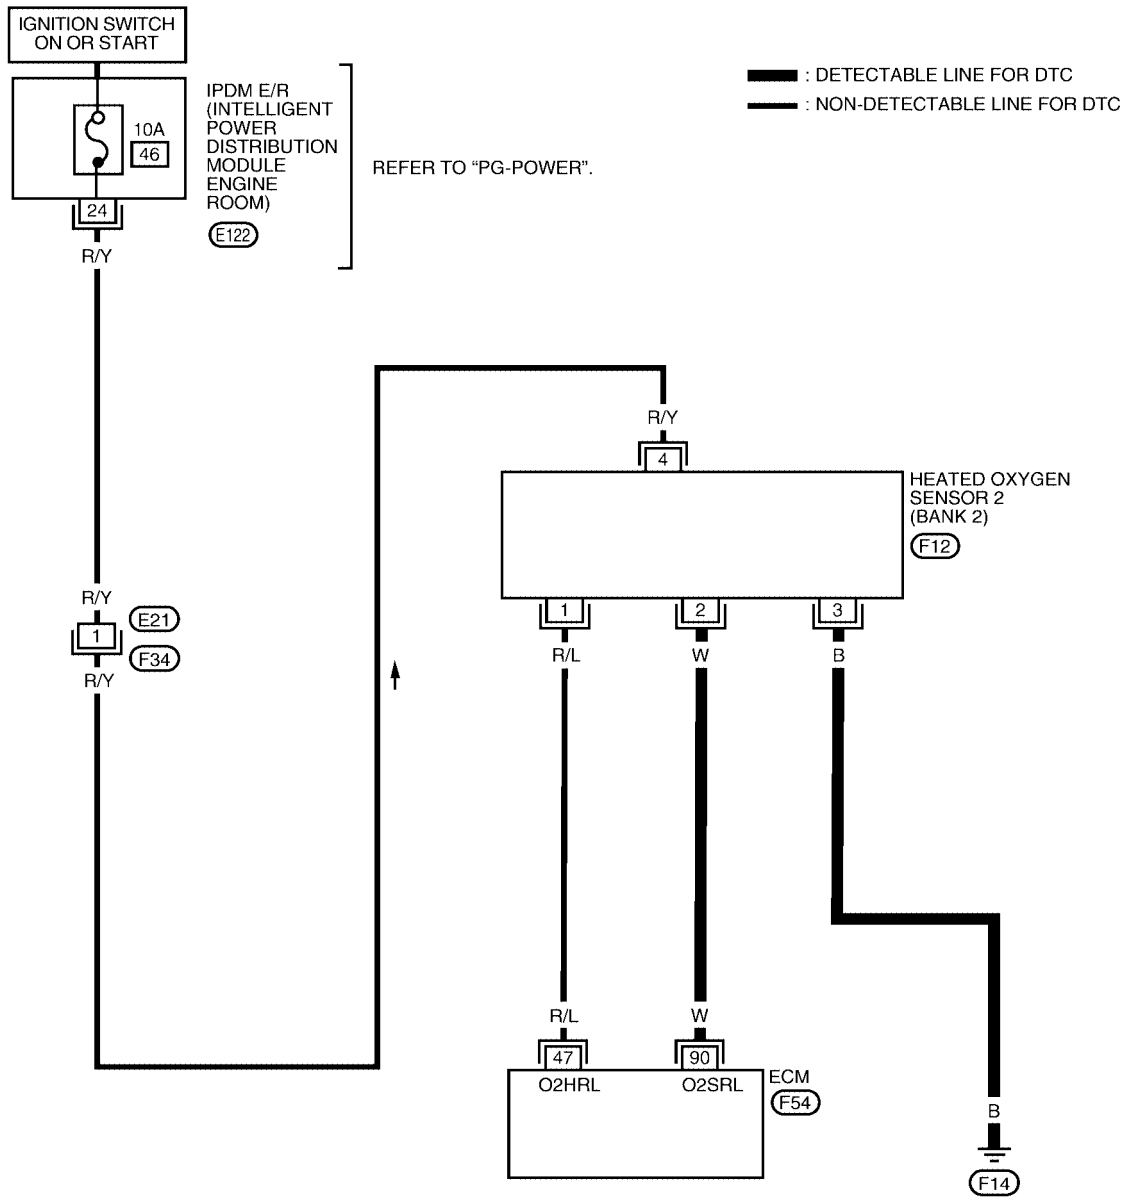 IGNITION SWITCH
ON OR START
IPDM E/R
(INTELLIGENT
POWER
DISTRIBUTION
MODULE
ENGINE
ROOM)
E122
10A
46
24
R/Y
REFER TO “PG-POWER”.
: DETECTABLE LINE FOR DTC
: NON-DETECTABLE LINE FOR DTC
R/Y
4
HEATED OXYGEN
SENSOR 2
(BANK 2)
F12
R/Y
1
E21
F34
R/Y
1
2
3
R/L
W
B
R/L
W
47
90
O2HRL
O2SRL
ECM
F54
B
F14